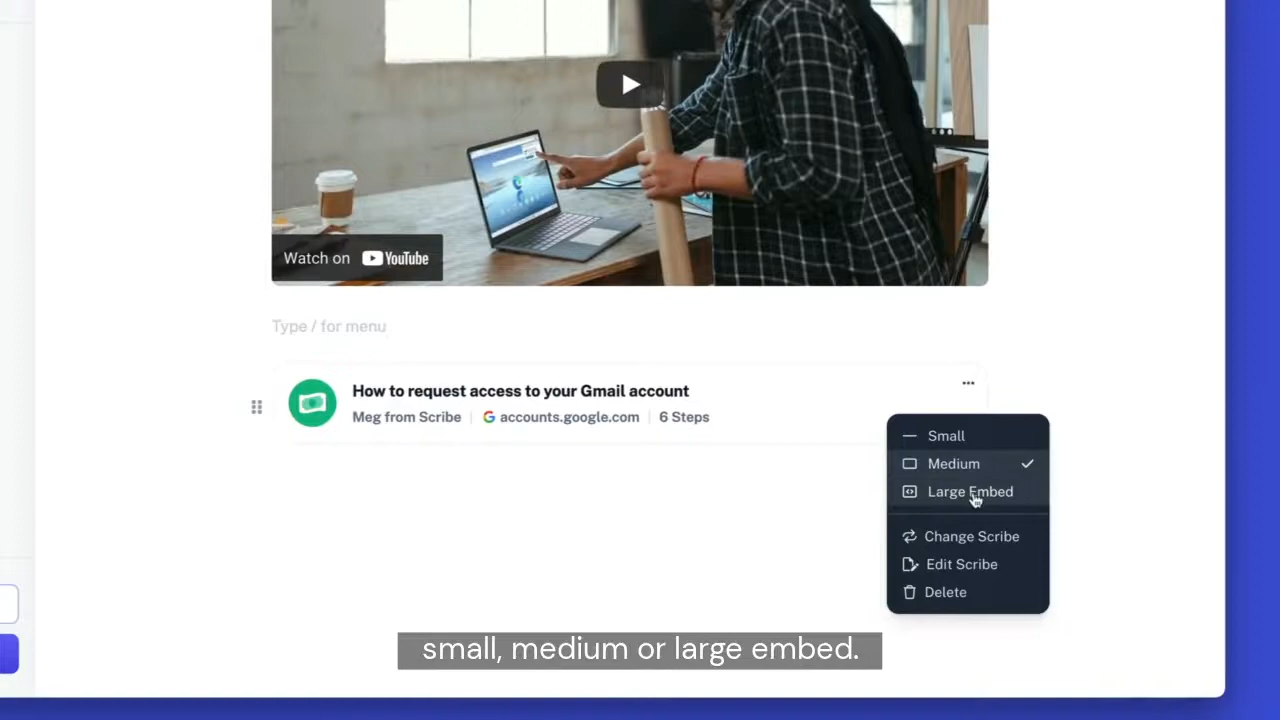 Watch on YouTube
Type / for menu
How to request access to your Gmail account
Meg from Scribe | accounts.google.com | 6 Steps
Small
Medium
Large Embed
Change Scribe
Edit Scribe
Delete
small, medium or large embed.